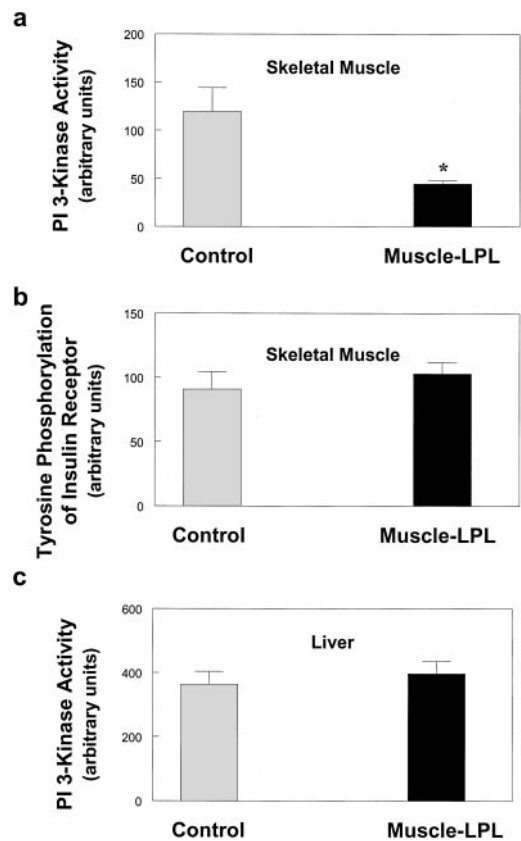 a
PI 3-Kinase Activity
(arbitrary units)
200
150
100
50
0
Skeletal Muscle
*
Control Muscle-LPL
b
Tyrosine Phosphorylation
of Insulin Receptor
(arbitrary units)
150
100
50
0
Skeletal Muscle
Control Muscle-LPL
c
PI 3-Kinase Activity
(arbitrary units)
600
400
200
0
Liver
Control Muscle-LPL